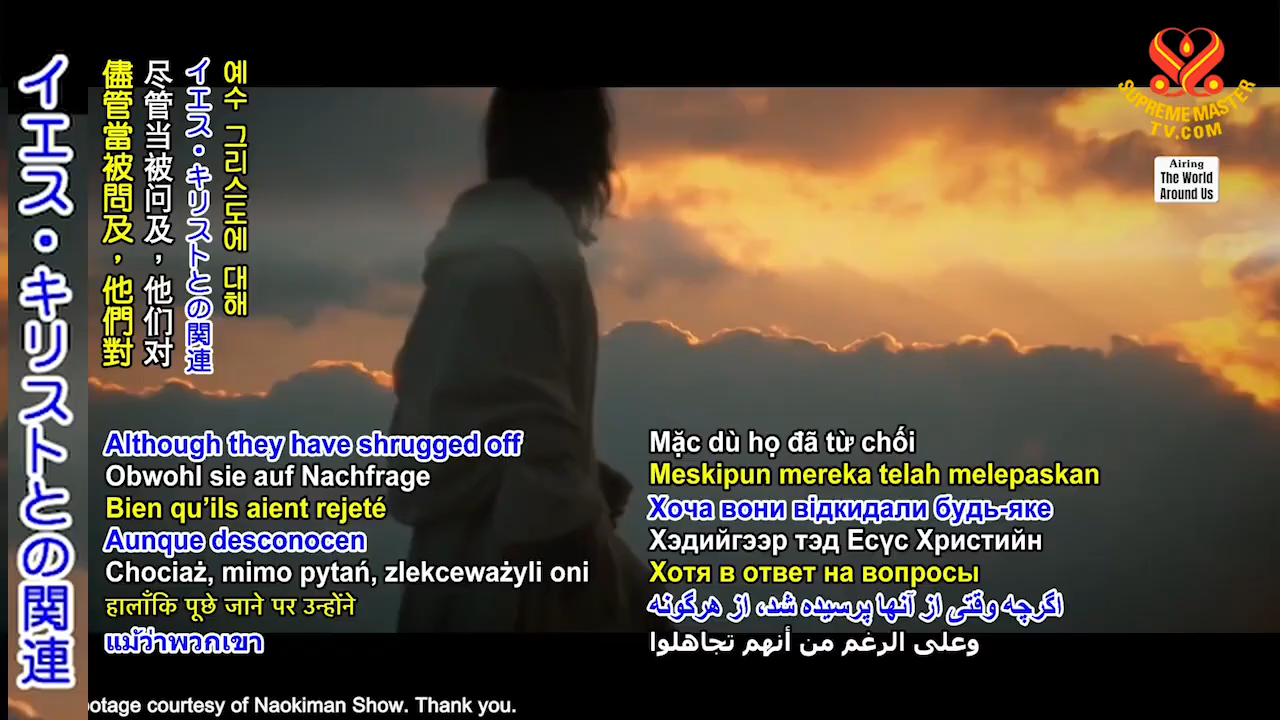 イエス・キリストとの関連
儘管當被問及，他們對
尽管当被问及，他们对
イエス・キリストとの関連
예수 그리스도에 대해
SUPREME MASTER
TV.COM
Airing
The World
Around Us
Although they have shrugged off
Obwohl sie auf Nachfrage
Bien qu’ils aient rejeté
Aunque desconocen
Chociaż, mimo pytań, zlekceważyli oni
हालाँकि पूछे जाने पर उन्होंने
แม้ว่าพวกเขา
Mặc dù họ đã từ chối
Meskipun mereka telah melepaskan
Хоча вони відкидали будь-яке
Хэдийгээр тэд Есүс Христийн
Хотя в ответ на вопросы
اگرچه وقتی از آنها پرسیده شد، از هرگونه
وعلى الرغم من أنهم تجاهلوا
ootage courtesy of Naokiman Show. Thank you.